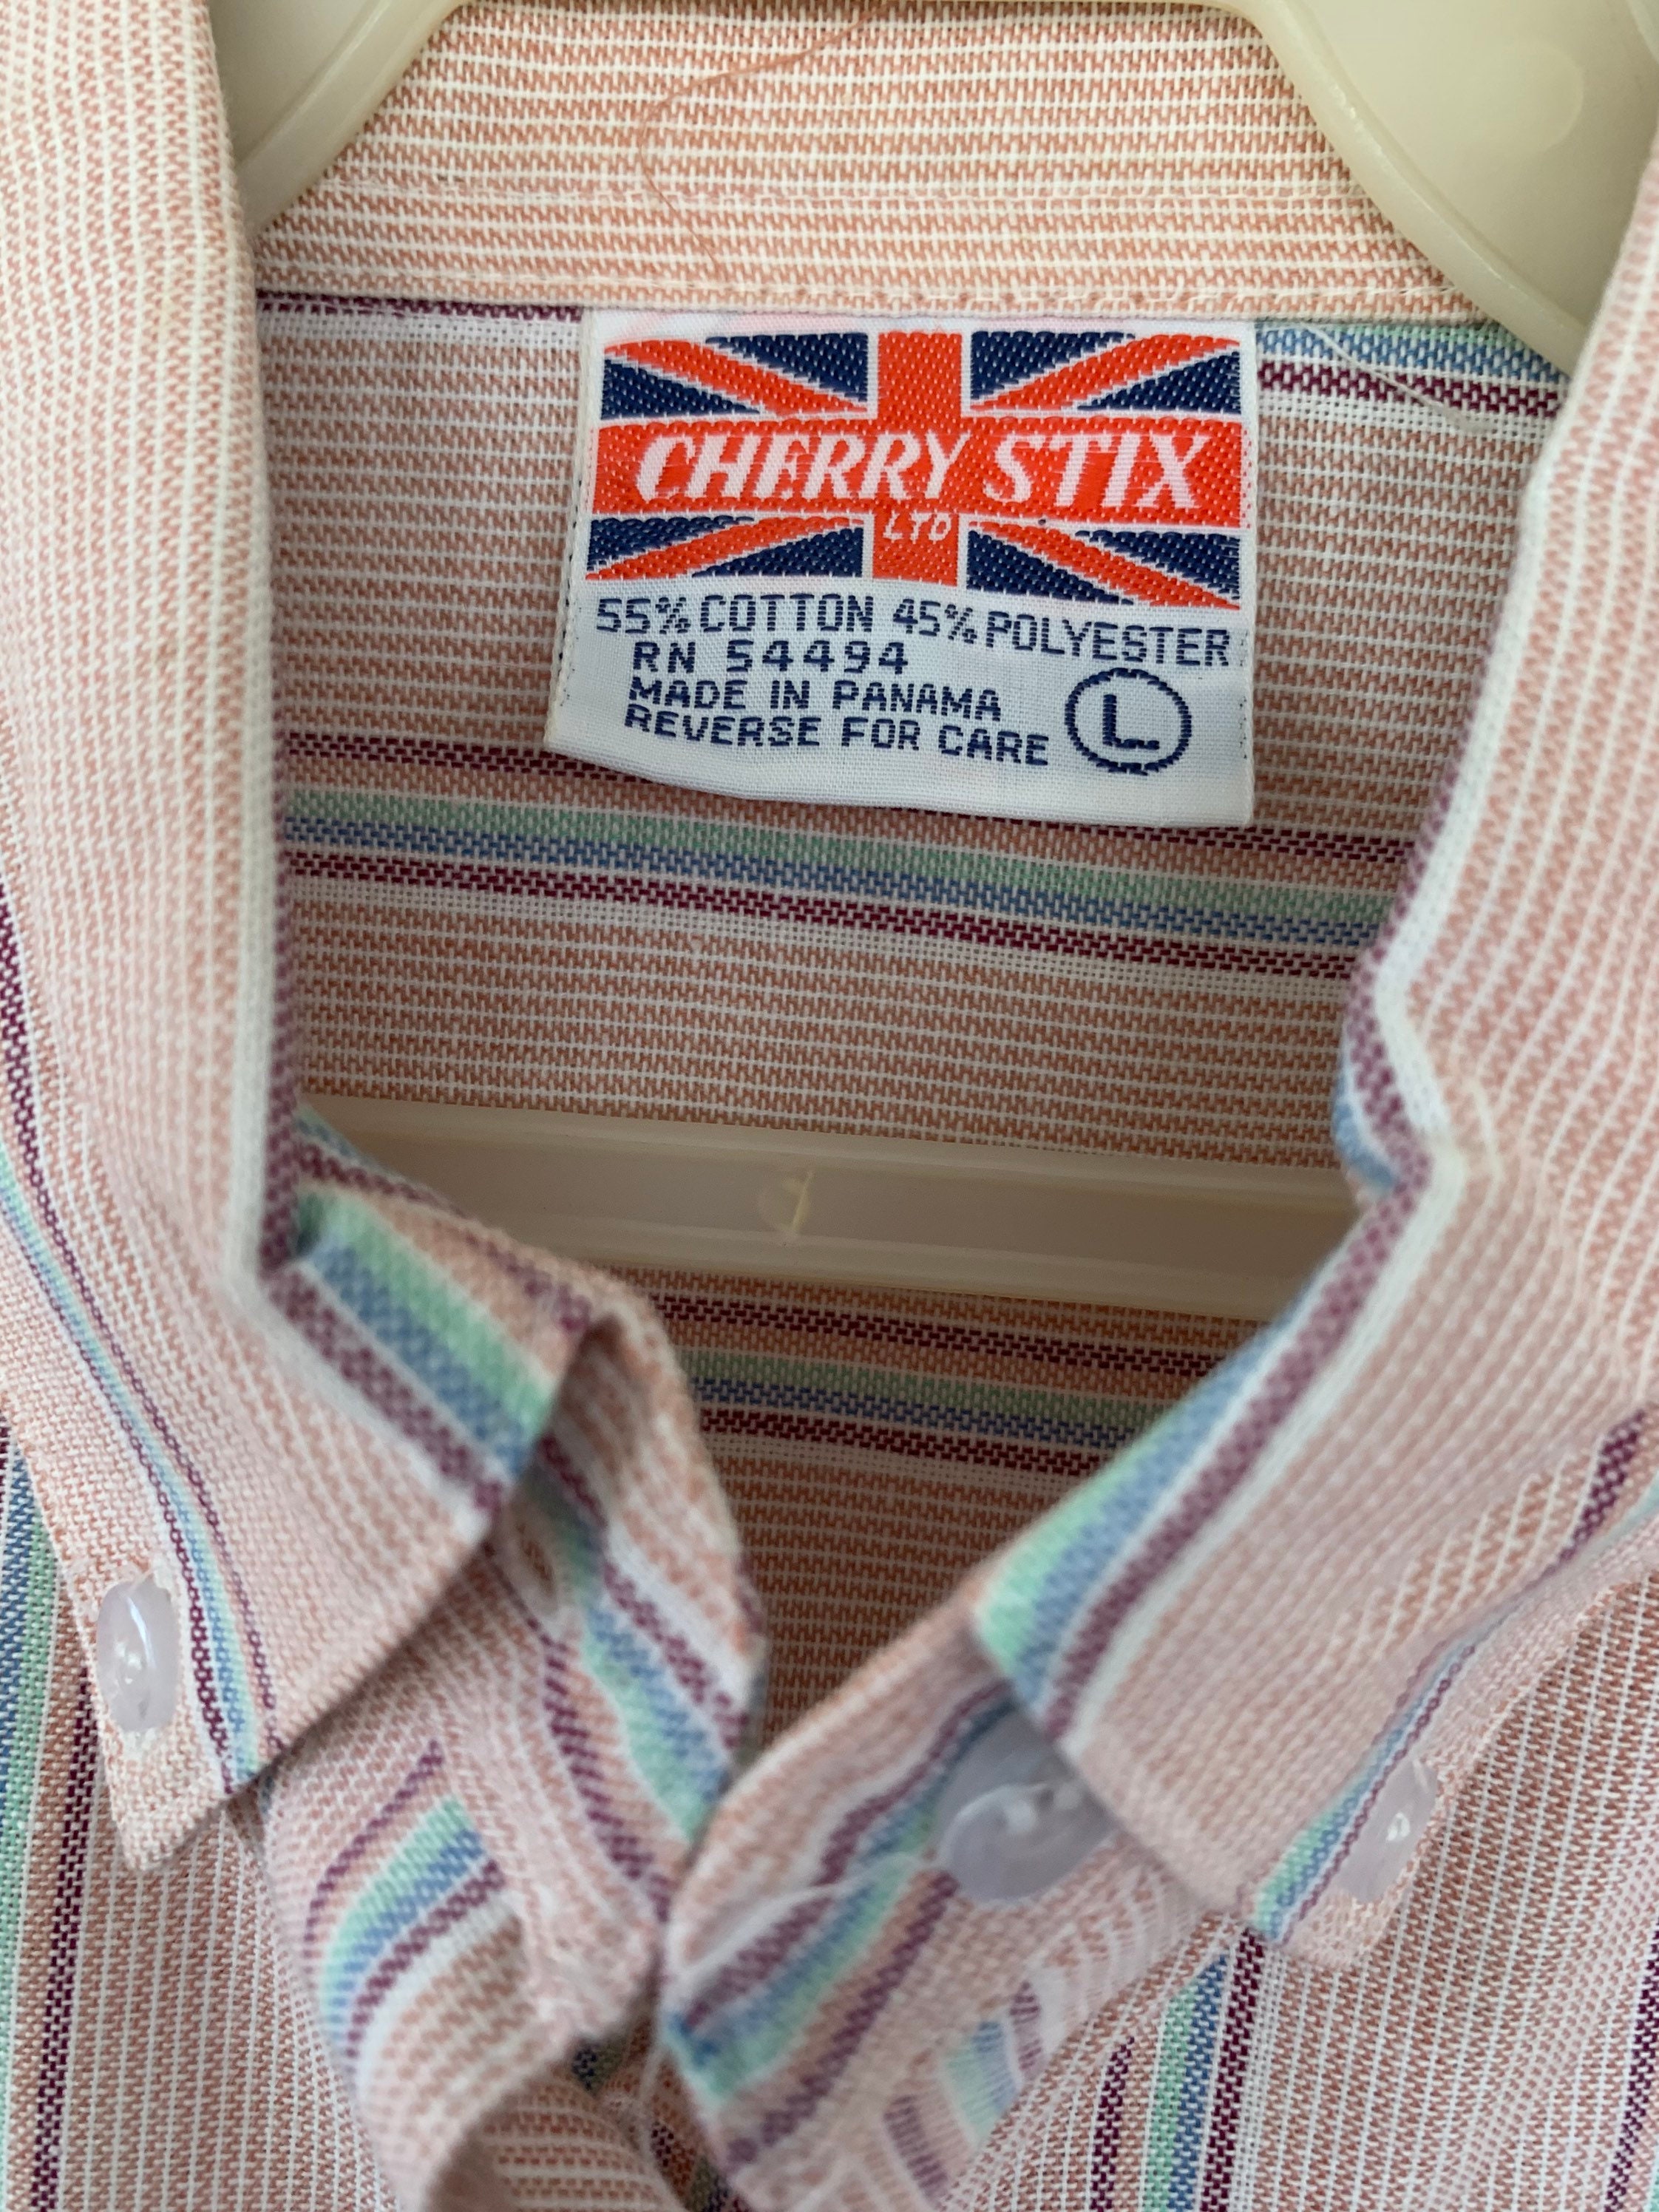 CHERRY STIX
LTD
55% COTTON 45% POLYESTER
RN 54494
MADE IN PANAMA
REVERSE FOR CARE
L